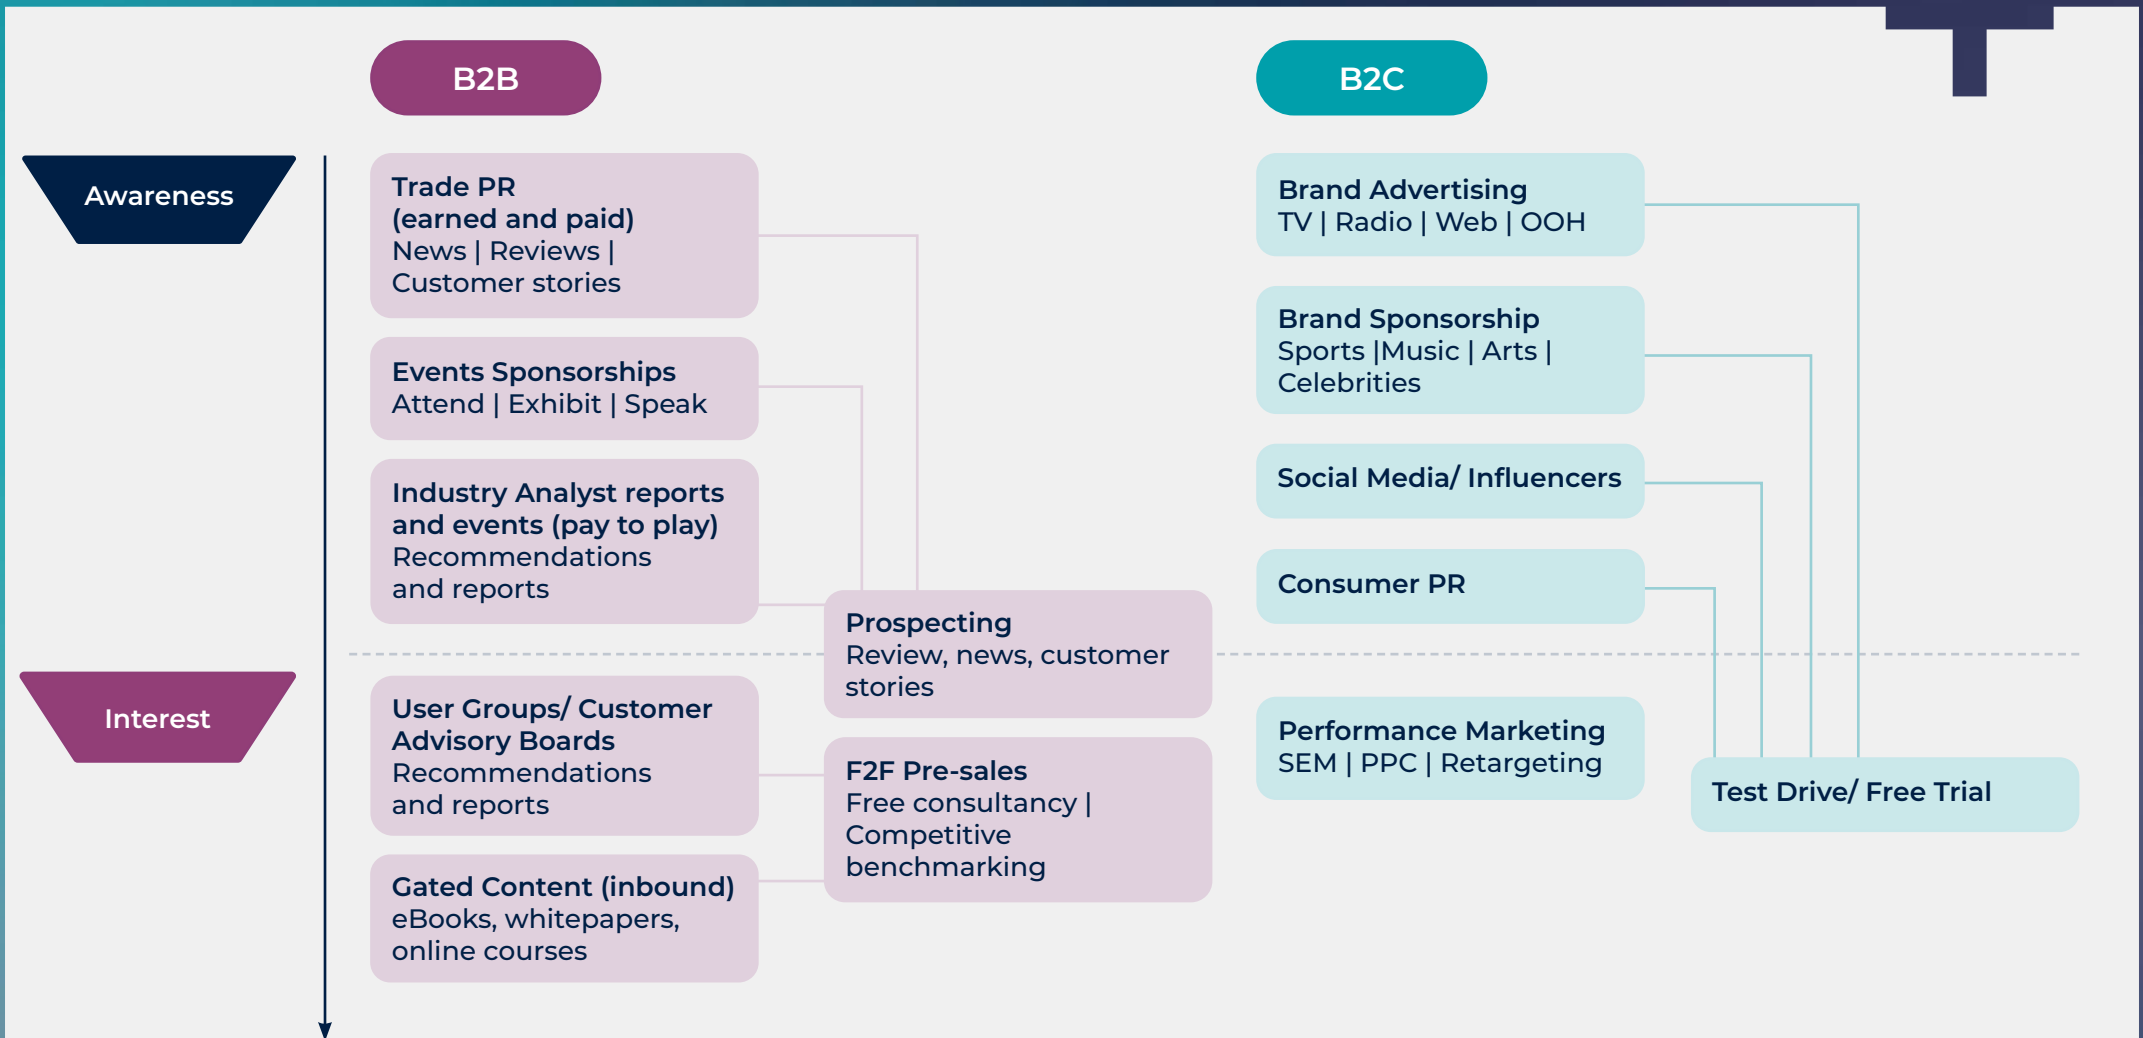 B2B
B2C
Awareness
Trade PR
(earned and paid)
News | Reviews |
Customer stories
Events Sponsorships
Attend | Exhibit | Speak
Industry Analyst reports
and events (pay to play)
Recommendations
and reports
Prospecting
Review, news, customer
stories
Brand Advertising
TV | Radio | Web | OOH
Brand Sponsorship
Sports |Music | Arts |
Celebrities
Social Media/ Influencers
Consumer PR
Interest
User Groups/ Customer
Advisory Boards
Recommendations
and reports
Gated Content (inbound)
eBooks, whitepapers,
online courses
F2F Pre-sales
Free consultancy |
Competitive
benchmarking
Performance Marketing
SEM | PPC | Retargeting
Test Drive/ Free Trial